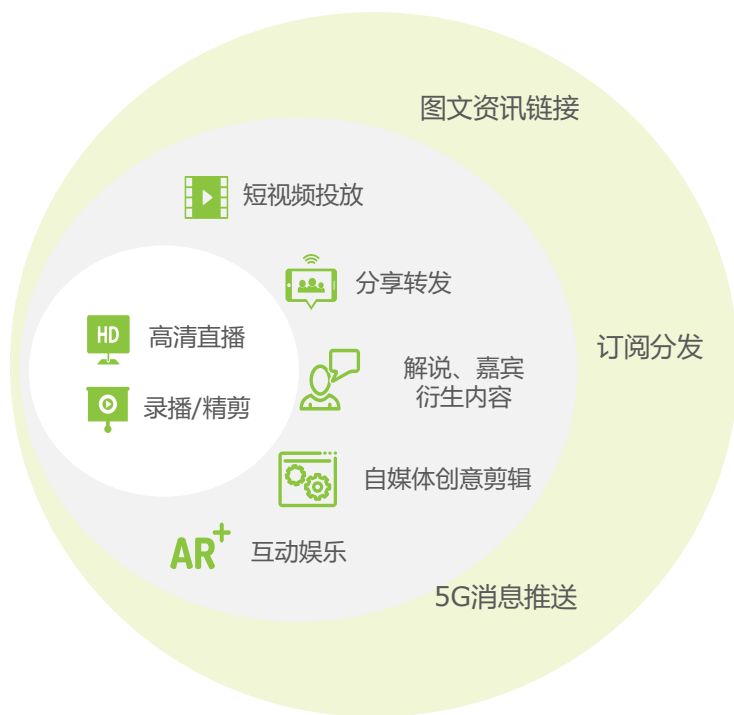 图文资讯链接
短视频投放
分享转发
HD
高清直播
订阅分发
解说、嘉宾
衍生内容
录播/精剪
自媒体创意剪辑
AR+
互动娱乐
5G消息推送